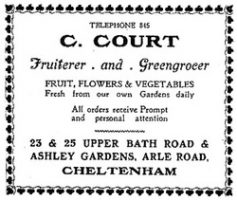 TELEPHONE 845
C. COURT
Fruiterer . and . Greengrocer
FRUIT, FLOWERS & VEGETABLES
Fresh from our own Gardens daily
All orders receive Prompt
and personal attention
23 & 25 UPPER BATH ROAD &
ASHLEY GARDENS, ARLE ROAD,
CHELTENHAM